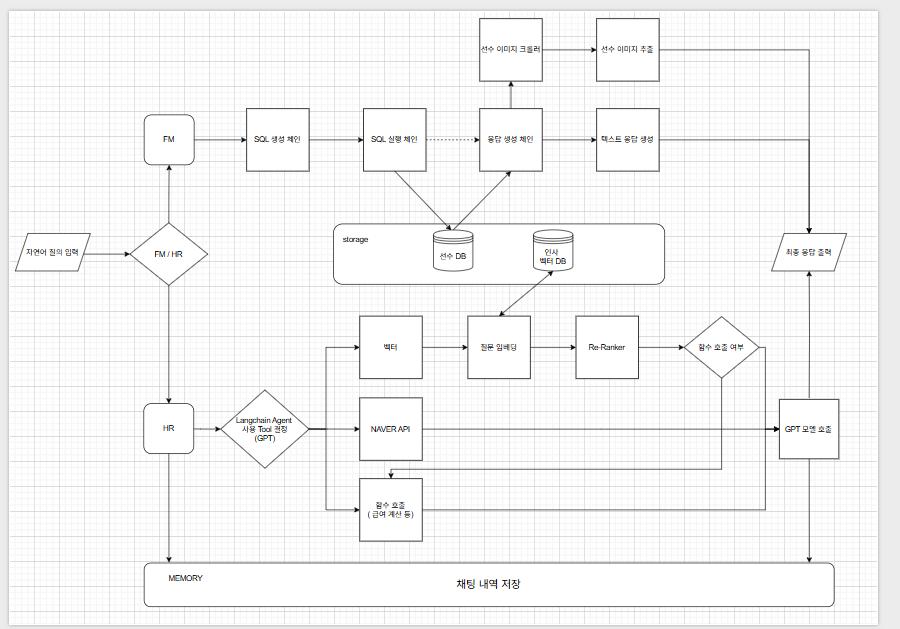 선수 이미지 크롤러
선수 이미지 추출
FM
SQL 생성 체인
SQL 실행 체인
응답 생성 체인
텍스트 응답 생성
자연어 질의 입력
FM / HR
storage
선수 DB
인사
벡터 DB
최종 응답 출력
벡터
질문 임베딩
Re-Ranker
함수 호출 여부
HR
Langchain Agent
사용 Tool 결정
(GPT)
NAVER API
GPT 모델 호출
함수 호출
( 급여 계산 등)
MEMORY
채팅 내역 저장